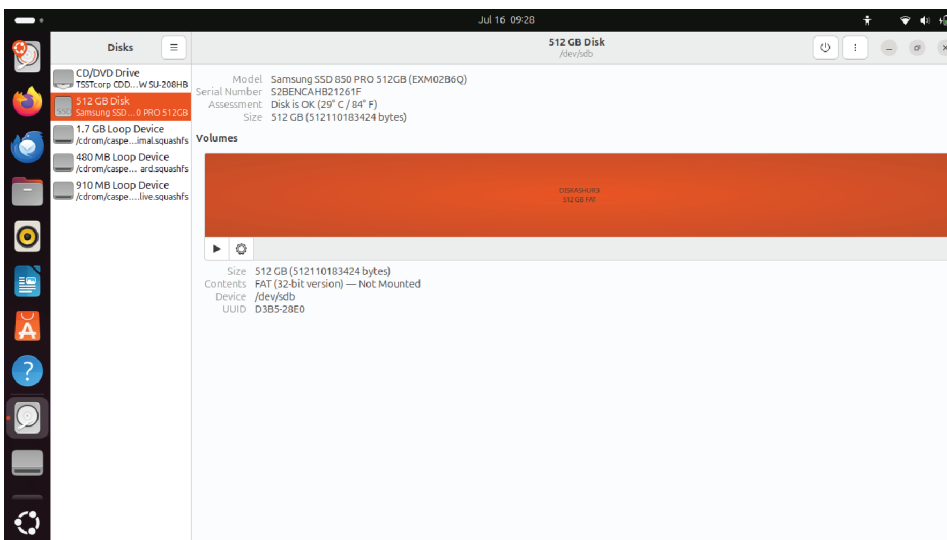 Jul 16 09:28
Disks
512 GB Disk
/dev/sdb
CD/DVD Drive
TSSTcorp CDD...W SU-208HB
512 GB Disk
Samsung SSD...0 PRO 512GB
1.7 GB Loop Device
/cdrom/caspe...imal.squashfs
480 MB Loop Device
/cdrom/caspe... ard.squashfs
910 MB Loop Device
/cdrom/caspe....live.squashfs
Model Samsung SSD 850 PRO 512GB (EXM02B6Q)
Serial Number S2BENCAHB21261F
Assessment Disk is OK (29° C / 84° F)
Size 512 GB (512110183424 bytes)
Volumes
DISKASHUR3
512 GB FAT
Size 512 GB (512110183424 bytes)
Contents FAT (32-bit version) — Not Mounted
Device /dev/sdb
UUID D3B5-28E0